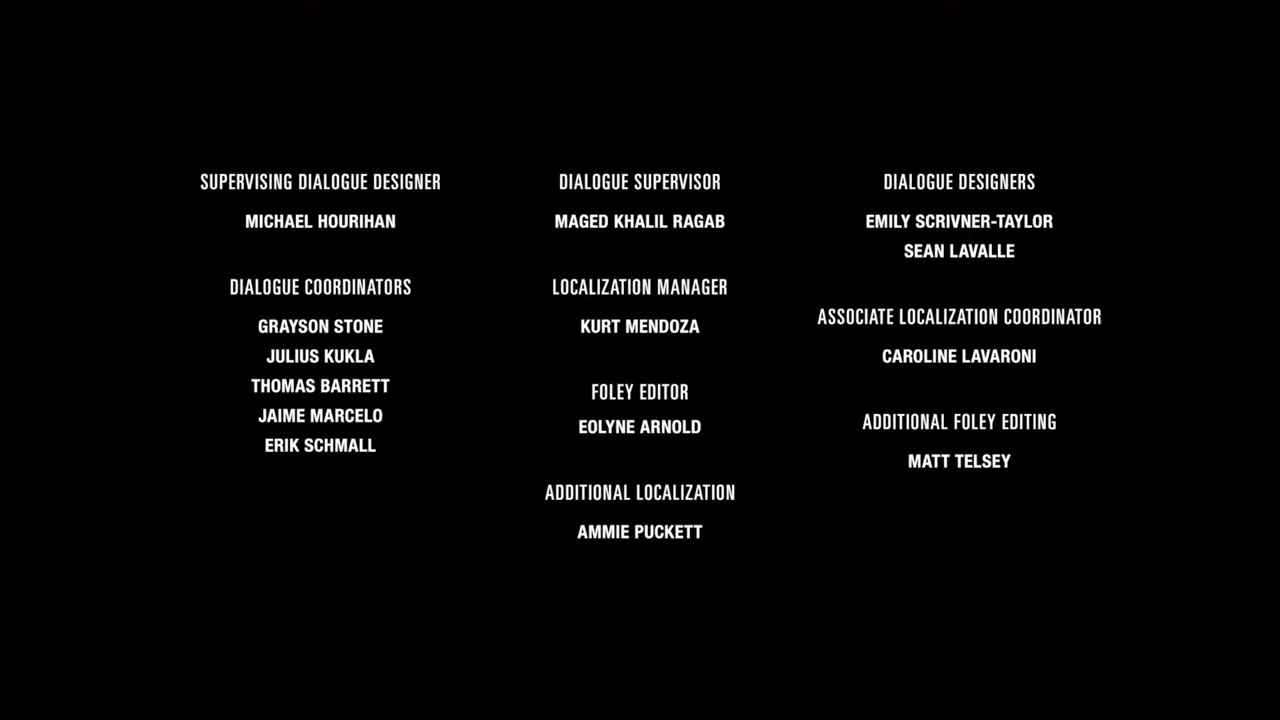 SUPERVISING DIALOGUE DESIGNER
MICHAEL HOURIHAN
DIALOGUE COORDINATORS
GRAYSON STONE
JULIUS KUKLA
THOMAS BARRETT
JAIME MARCELO
ERIK SCHMALL
DIALOGUE SUPERVISOR
MAGED KHALIL RAGAB
LOCALIZATION MANAGER
KURT MENDOZA
FOLEY EDITOR
EOLYNE ARNOLD
ADDITIONAL LOCALIZATION
AMMIE PUCKETT
DIALOGUE DESIGNERS
EMILY SCRIVNER-TAYLOR
SEAN LAVALLE
ASSOCIATE LOCALIZATION COORDINATOR
CAROLINE LAVARONI
ADDITIONAL FOLEY EDITING
MATT TELSEY